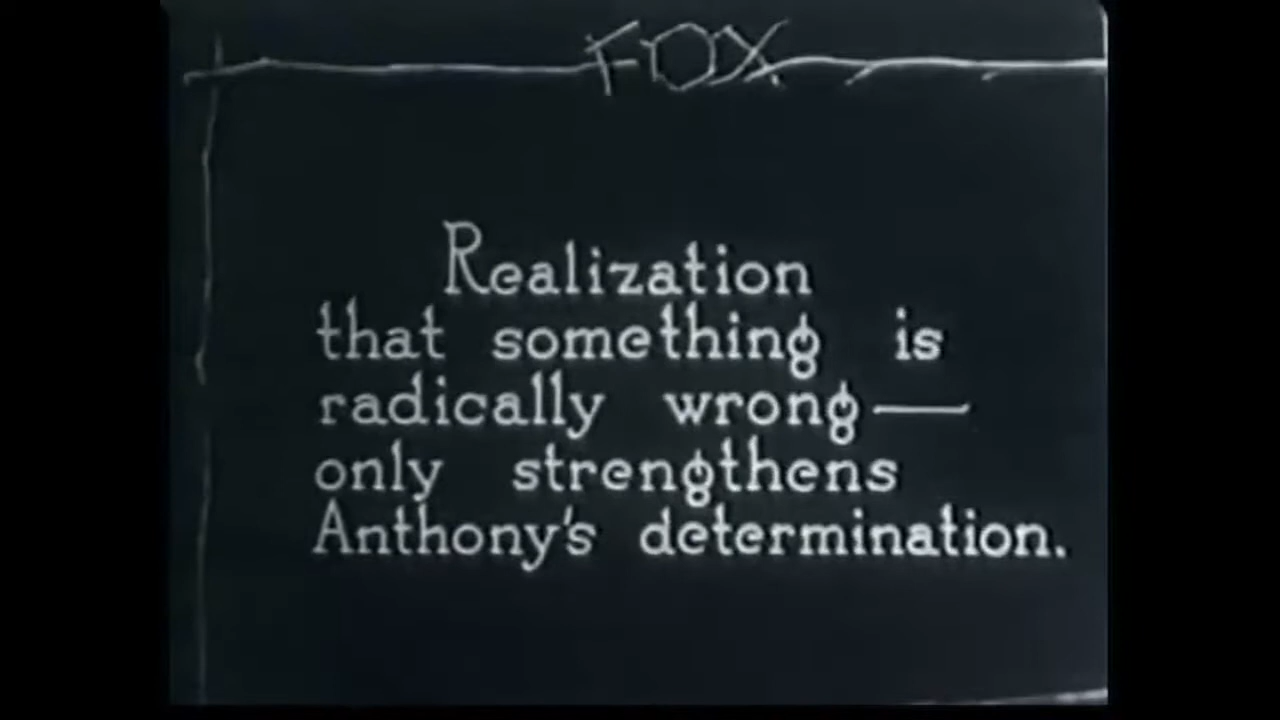 FOX
Realization
that something is
radically wrong—
only strengthens
Anthony's determination.